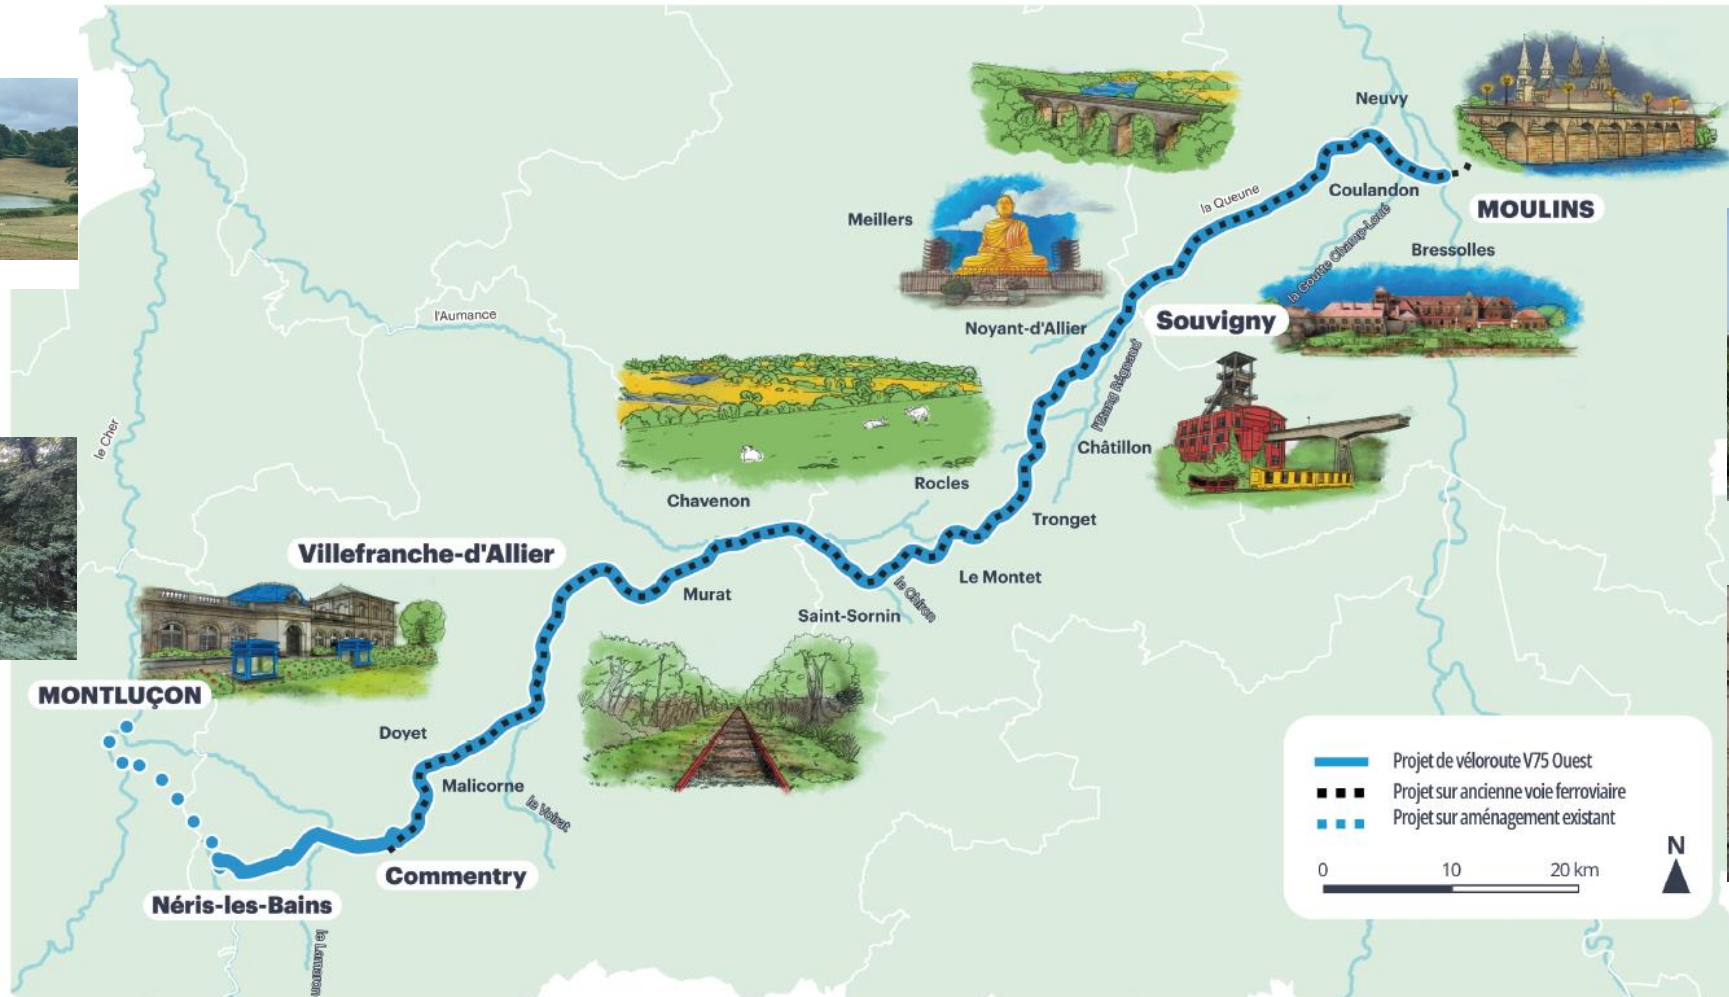 Neuvy
Coulandon
MOULINS
la Queune
Meillers
la Goutte Champ-Loué
Bressolles
Noyant-d'Allier
Souvigny
l'Aumance
l'Étang Régnaud
le Cher
Châtillon
Rocles
Chavenon
Tronget
Villefranche-d'Allier
Le Montet
Murat
le Chiron
Saint-Sornin
MONTLUÇON
Doyet
Malicorne
le Voirat
Commentry
Néris-les-Bains
le Lamaron
Projet de véloroute V75 Ouest
Projet sur ancienne voie ferroviaire
Projet sur aménagement existant
N
0 10 20 km